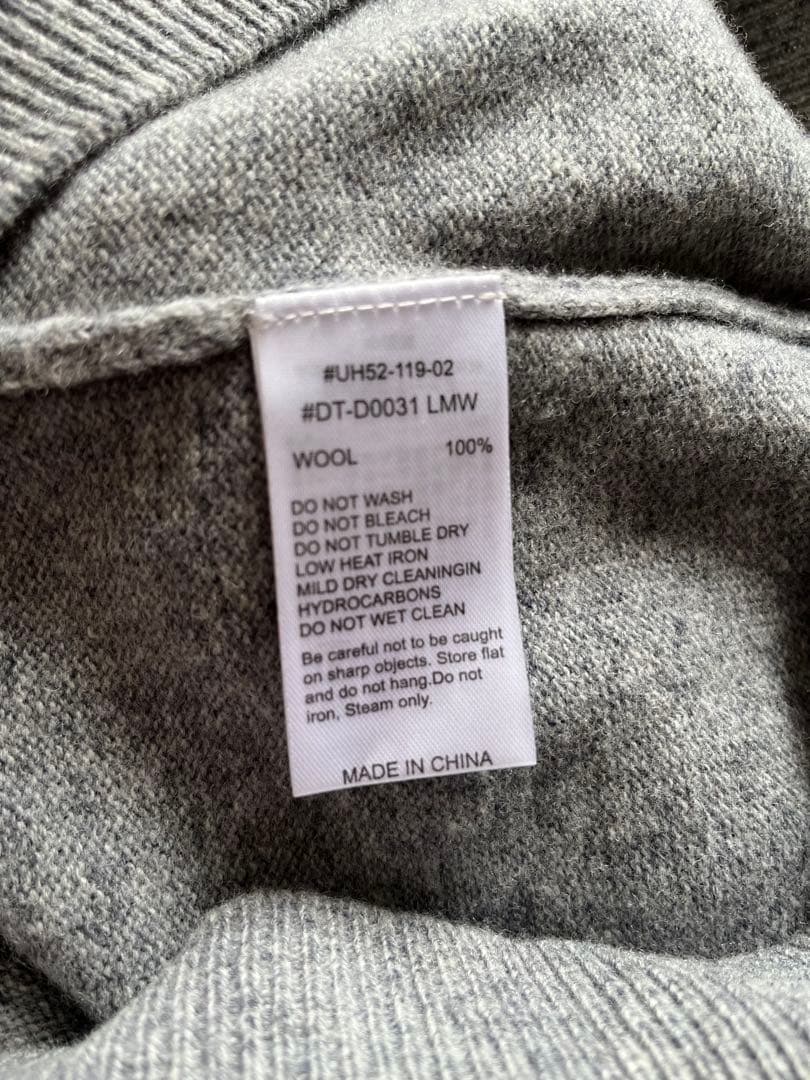 #UH52-119-02
#DT-D0031 LMW
WOOL 100%
DO NOT WASH
DO NOT BLEACH
DO NOT TUMBLE DRY
LOW HEAT IRON
MILD DRY CLEANINGIN
HYDROCARBONS
DO NOT WET CLEAN
Be careful not to be caught
on sharp objects. Store flat
and do not hang.Do not
iron, Steam only.
MADE IN CHINA